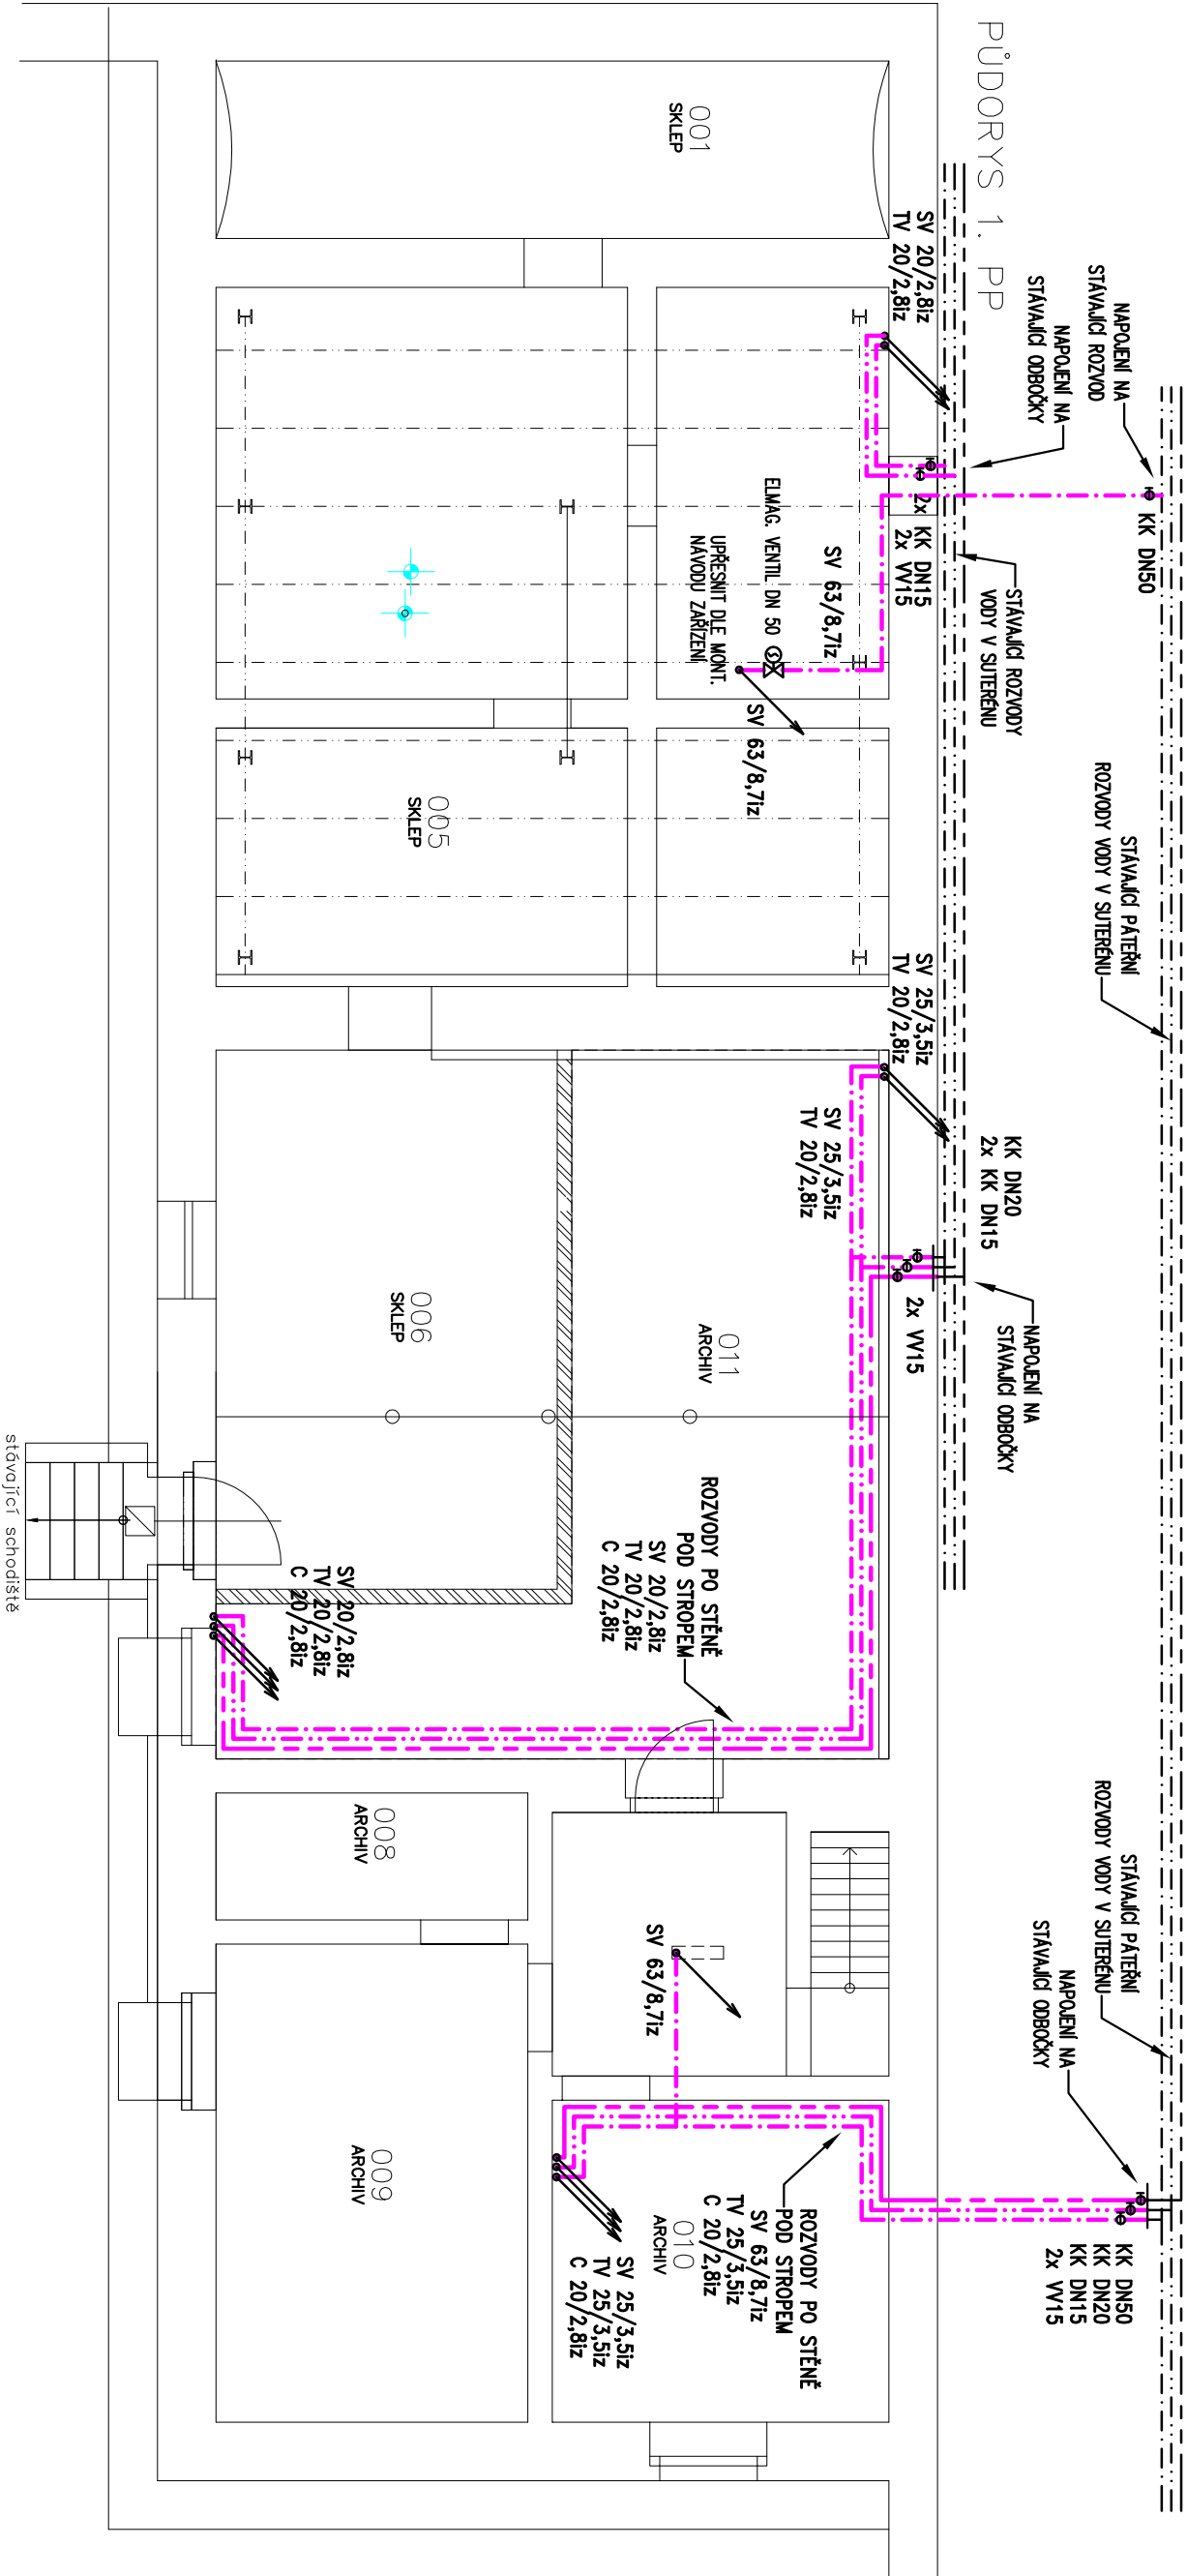 PŮDORYS 1. PP
NAPOJENÍ NA
STÁVAJÍCÍ ROZVOD
NAPOJENÍ NA
STÁVAJÍCÍ ODBOČKY
KK DN50
SV 20/2,8iz
TV 20/2,8iz
001
SKLEP
2x KK DN15
2x VV15
STÁVAJÍCÍ ROZVODY
VODY V SUTERÉNU
SV 63/8,7iz
ELMAG. VENTIL DN 50
UPŘESNIT DLE MONT.
NÁVODU ZAŘÍZENÍ
SV 63/8,7iz
STÁVAJÍCÍ PÁTEŘNÍ
ROZVODY VODY V SUTERÉNU
005
SKLEP
SV 25/3,5iz
TV 20/2,8iz
KK DN20
2x KK DN15
SV 25/3,5iz
TV 20/2,8iz
2x VV15
NAPOJENÍ NA
STÁVAJÍCÍ ODBOČKY
011
ARCHIV
006
SKLEP
ROZVODY PO STĚNĚ
POD STROPEM
SV 20/2,8iz
TV 20/2,8iz
C 20/2,8iz
SV 20/2,8iz
TV 20/2,8iz
C 20/2,8iz
stávající schodiště
STÁVAJÍCÍ PÁTEŘNÍ
ROZVODY VODY V SUTERÉNU
NAPOJENÍ NA
STÁVAJÍCÍ ODBOČKY
008
ARCHIV
SV 63/8,7iz
KK DN50
KK DN20
KK DN15
2x VV15
ROZVODY PO STĚNĚ
POD STROPEM
SV 63/8,7iz
TV 25/3,5iz
C 20/2,8iz
010
ARCHIV
SV 25/3,5iz
TV 25/3,5iz
C 20/2,8iz
009
ARCHIV